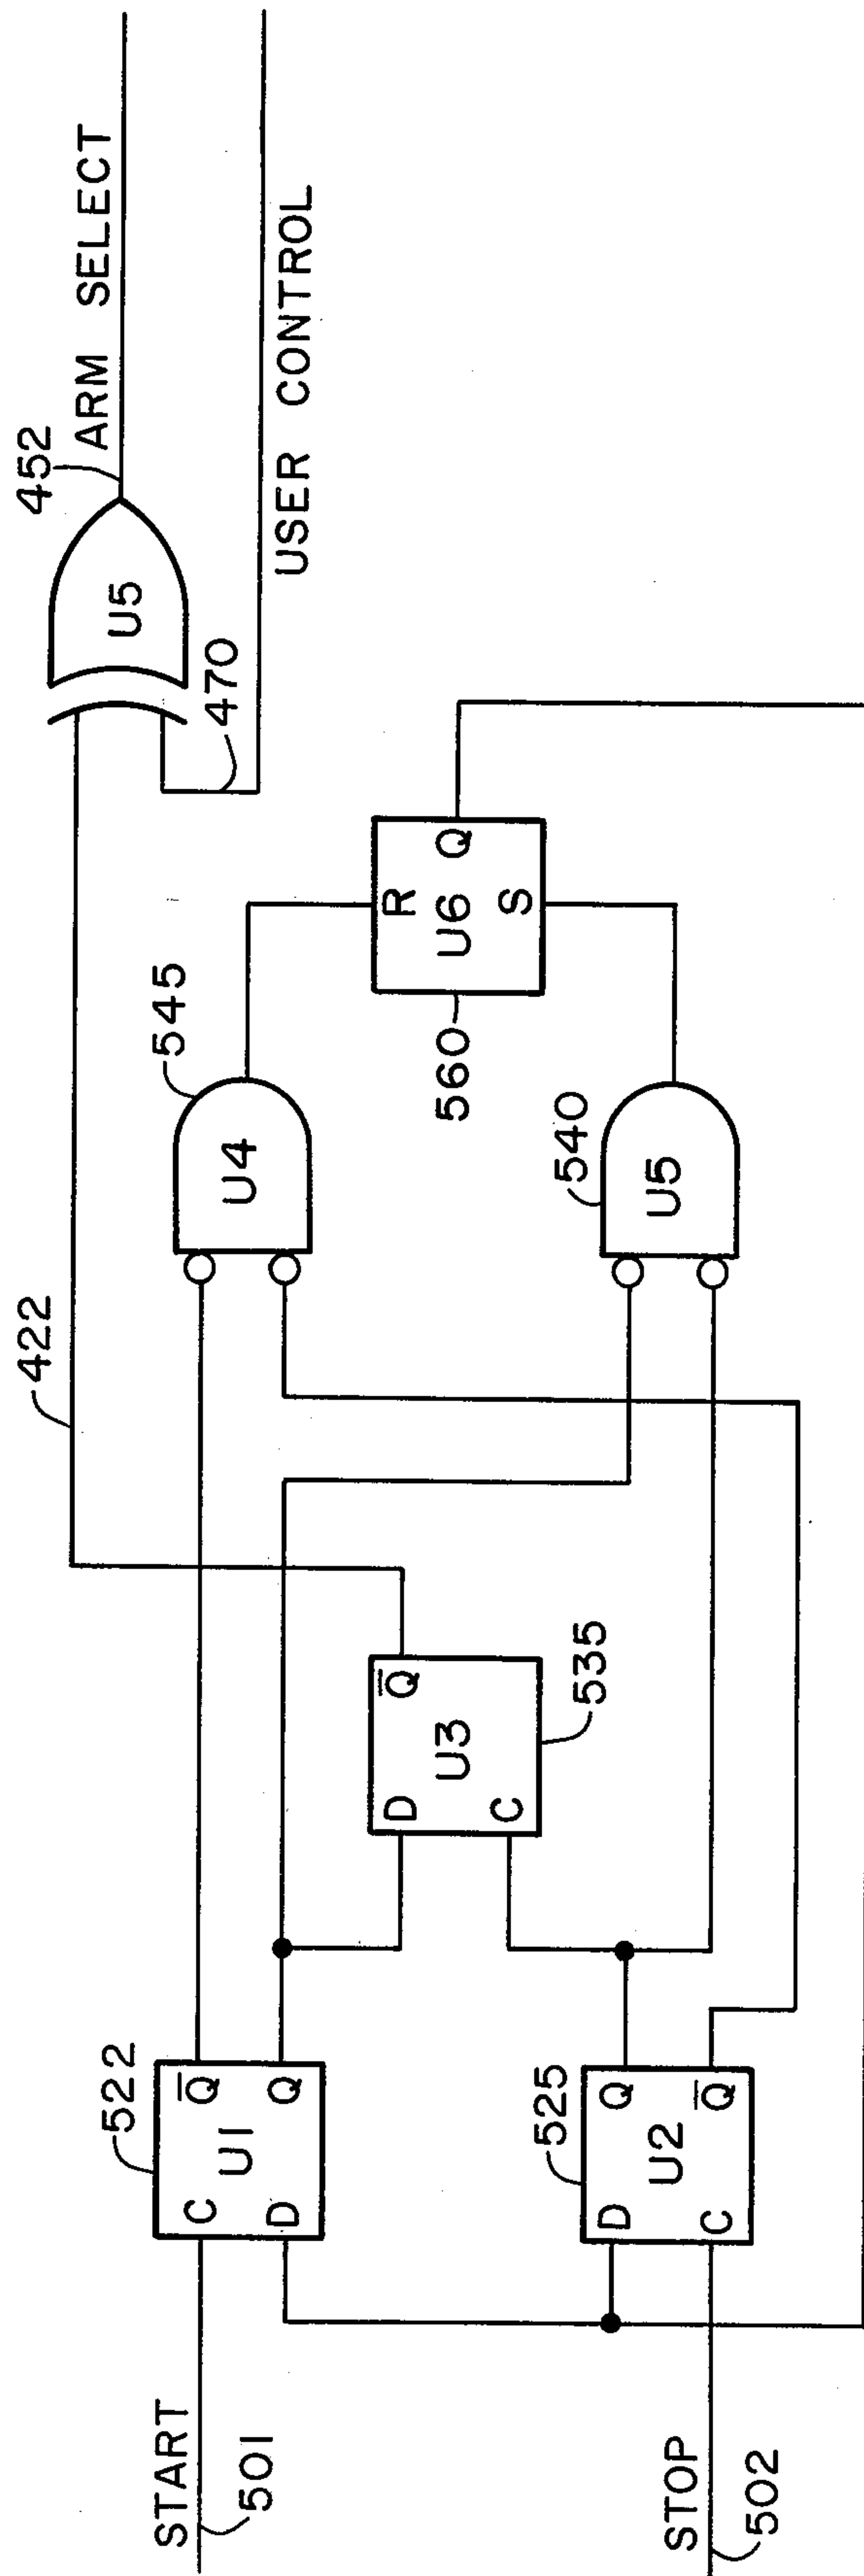 START
501
STOP
502
522
C
Q̅
U1
D
Q
525
D
Q
U2
C
Q̅
D
Q̅
U3
C
535
422
545
U4
540
U5
560
R
U6
Q
S
470
452
U5
ARM SELECT
USER CONTROL